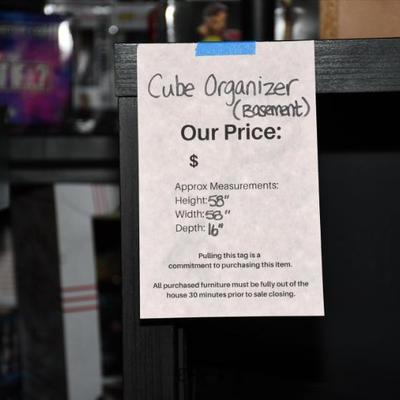 Cube Organizer
(Basement)
Our Price:
$
Approx Measurements:
Height: 58"
Width: 58"
Depth: 16"
Pulling this tag is a
commitment to purchasing this item.
All purchased furniture must be fully out of the
house 30 minutes prior to sale closing.